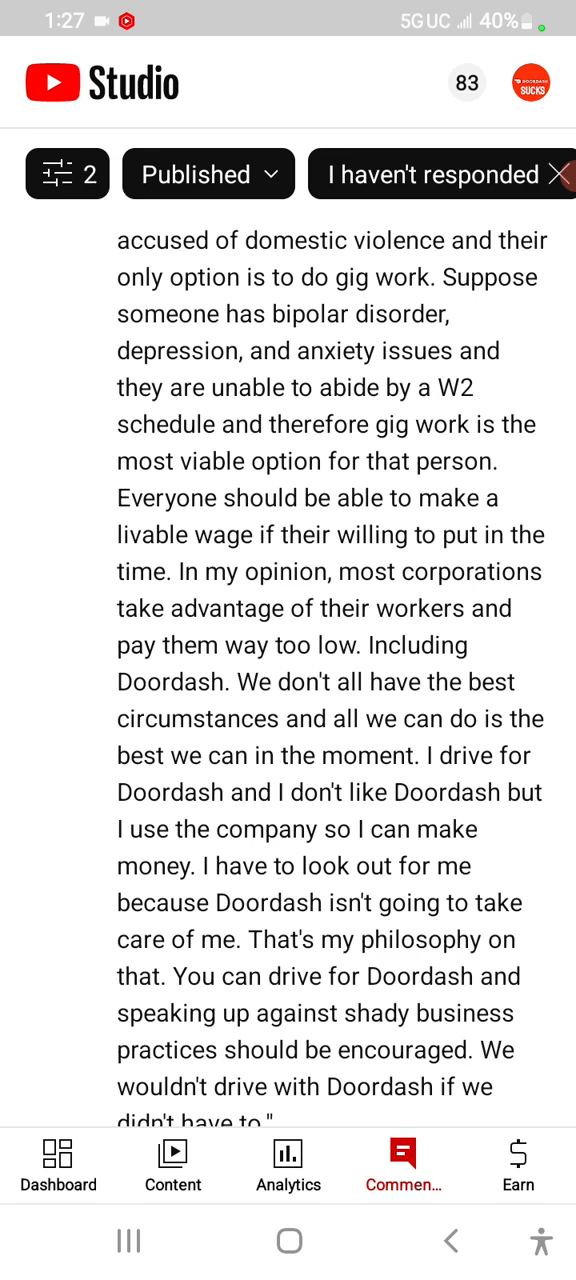 1:27
5G UC 40%
Studio
83
DOORDASH
SUCKS
2
Published
I haven't responded
accused of domestic violence and their
only option is to do gig work. Suppose
someone has bipolar disorder,
depression, and anxiety issues and
they are unable to abide by a W2
schedule and therefore gig work is the
most viable option for that person.
Everyone should be able to make a
livable wage if their willing to put in the
time. In my opinion, most corporations
take advantage of their workers and
pay them way too low. Including
Doordash. We don't all have the best
circumstances and all we can do is the
best we can in the moment. I drive for
Doordash and I don't like Doordash but
I use the company so I can make
money. I have to look out for me
because Doordash isn't going to take
care of me. That's my philosophy on
that. You can drive for Doordash and
speaking up against shady business
practices should be encouraged. We
wouldn't drive with Doordash if we
didn't have to."
Dashboard
Content
Analytics
Commen...
Earn